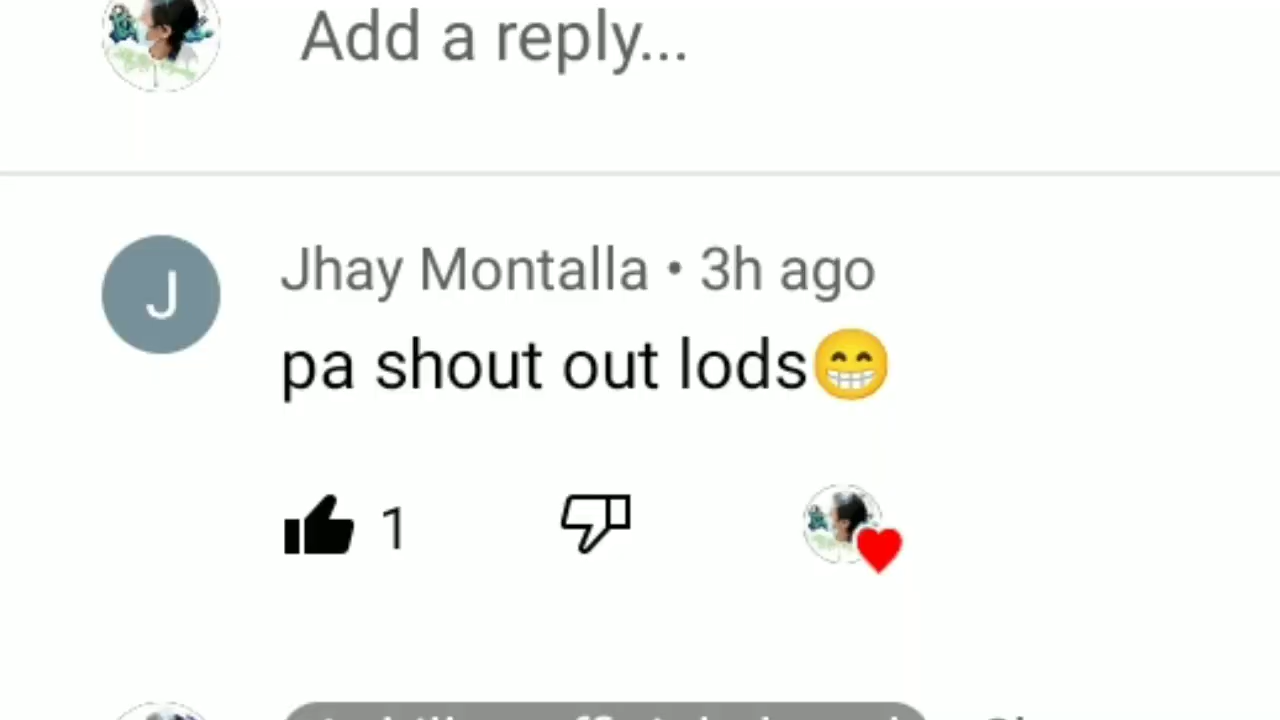 Add a reply...
J
Jhay Montalla • 3h ago
pa shout out lods😁
1